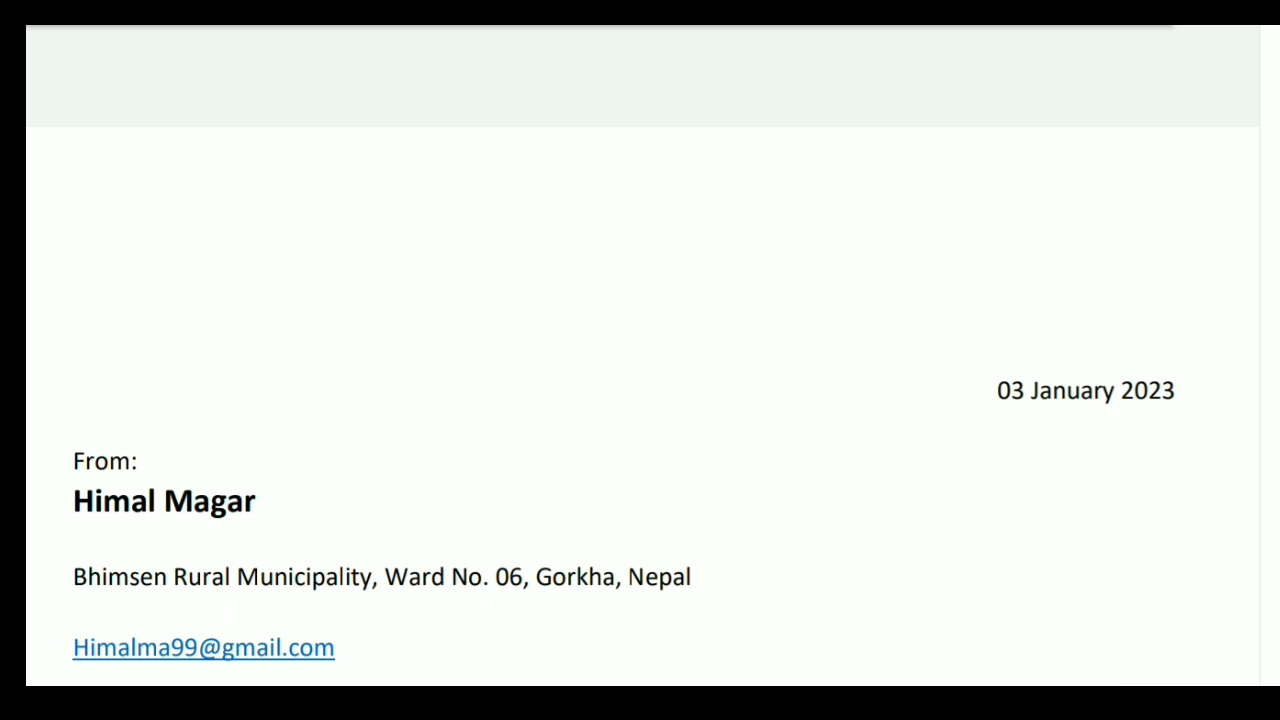 03 January 2023
From:
Himal Magar
Bhimsen Rural Municipality, Ward No. 06, Gorkha, Nepal
Himalma99@gmail.com